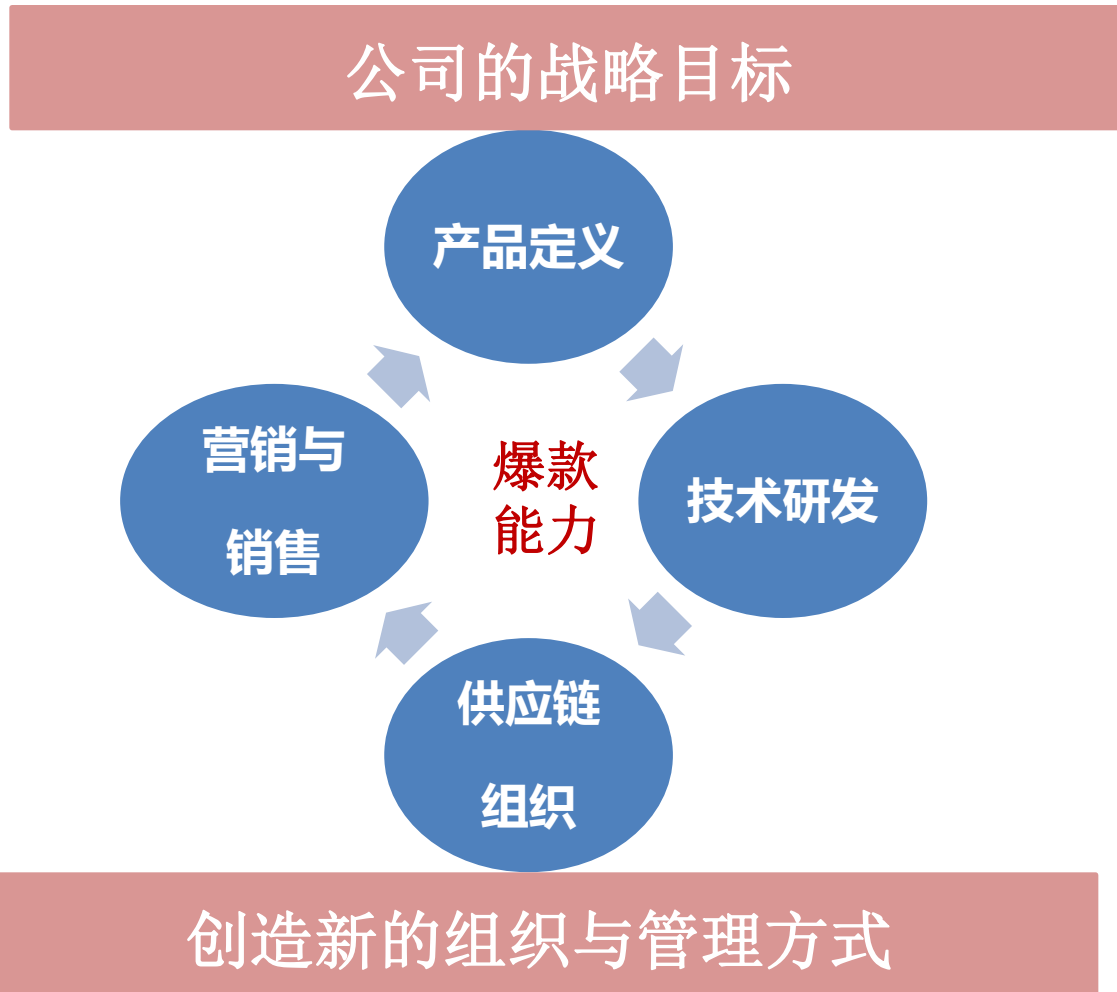 公司的战略目标
产品定义
营销与
销售
爆款
能力
技术研发
供应链
组织
创造新的组织与管理方式